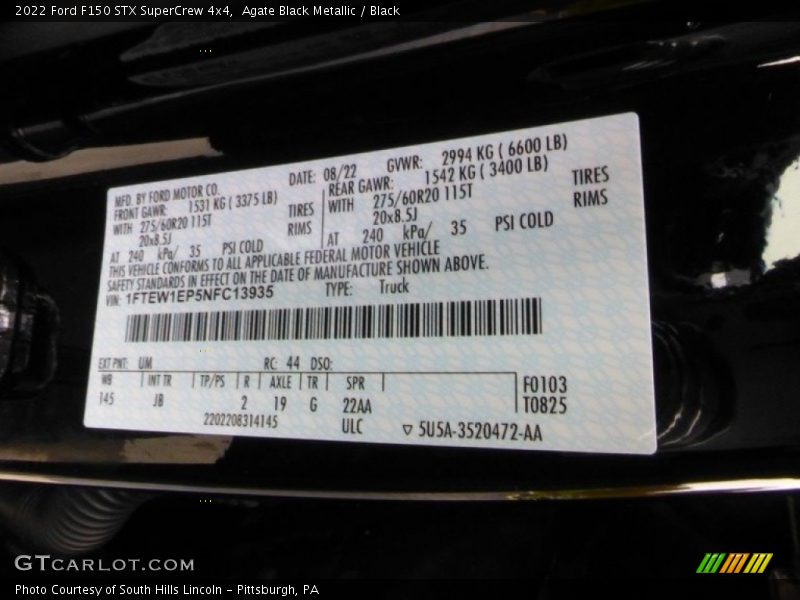 2022 Ford F150 STX SuperCrew 4x4,  Agate Black Metallic / Black
MFD. BY FORD MOTOR CO. DATE: 08/22 GVWR: 2994 KG ( 6600 LB)
FRONT GAWR: 1531 KG ( 3375 LB) REAR GAWR: 1542 KG ( 3400 LB)
WITH 275/60R20 115T TIRES WITH 275/60R20 115T TIRES
20x8.5J RIMS 20x8.5J RIMS
AT 240 kPa/ 35 PSI COLD AT 240 kPa/ 35 PSI COLD
THIS VEHICLE CONFORMS TO ALL APPLICABLE FEDERAL MOTOR VEHICLE
SAFETY STANDARDS IN EFFECT ON THE DATE OF MANUFACTURE SHOWN ABOVE.
VIN: 1FTEW1EP5NFC13935 TYPE: Truck
EXT PNT: UM RC: 44 DSO:
WB INT TR TP/PS R AXLE TR SPR F0103
145 JB 2 19 G 22AA T0825
2202208314145 ULC ▽ 5U5A-3520472-AA
GTCARLOT.COM
Photo Courtesy of South Hills Lincoln - Pittsburgh, PA